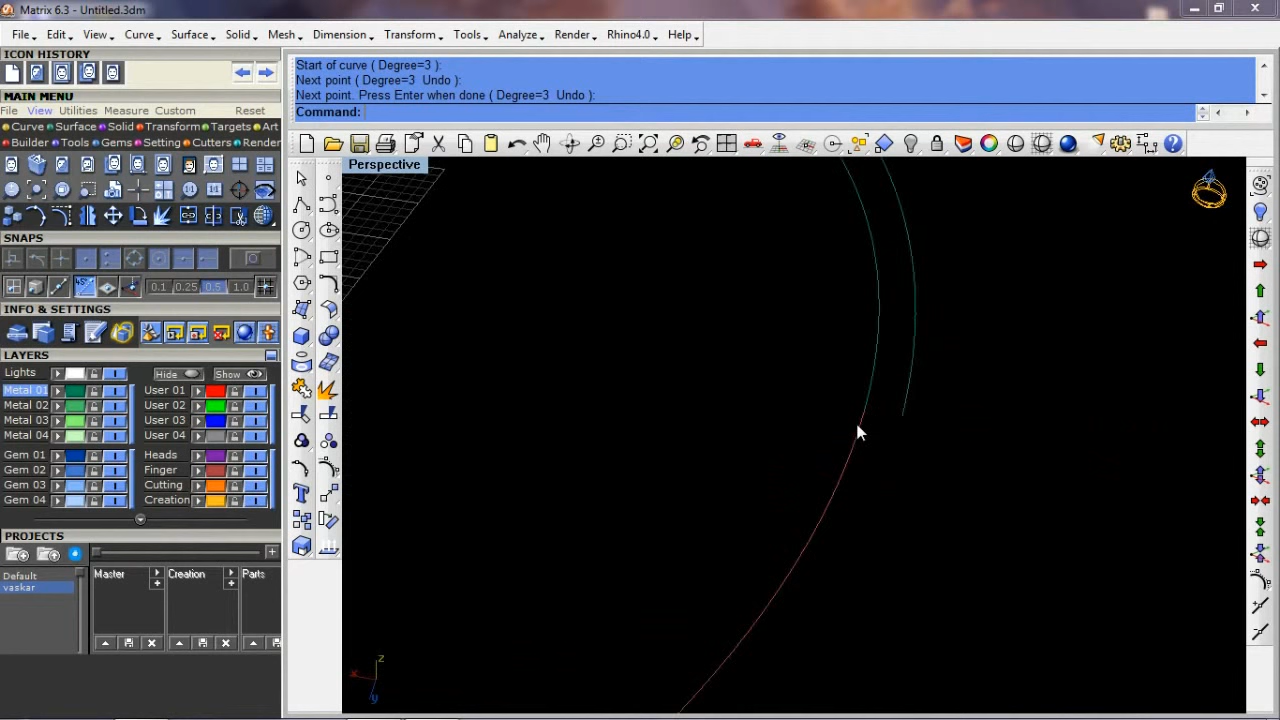 Matrix 6.3 - Untitled.3dm
File Edit View Curve Surface Solid Mesh Dimension Transform Tools Analyze Render Rhino4.0 Help
ICON HISTORY
MAIN MENU
File View Utilities Measure Custom Reset
Curve Surface Solid Transform Targets Art
Builder Tools Gems Setting Cutters Render
SNAPS
45°
0.1 0.25 0.5 1.0
INFO & SETTINGS
LAYERS
Lights Hide Show
Metal 01 User 01
Metal 02 User 02
Metal 03 User 03
Metal 04 User 04
Gem 01 Heads
Gem 02 Finger
Gem 03 Cutting
Gem 04 Creation
PROJECTS
Default
vaskar
Master Creation Parts
Start of curve ( Degree=3 ):
Next point ( Degree=3 Undo ):
Next point. Press Enter when done ( Degree=3 Undo ):
Command:
Perspective
z
x
y